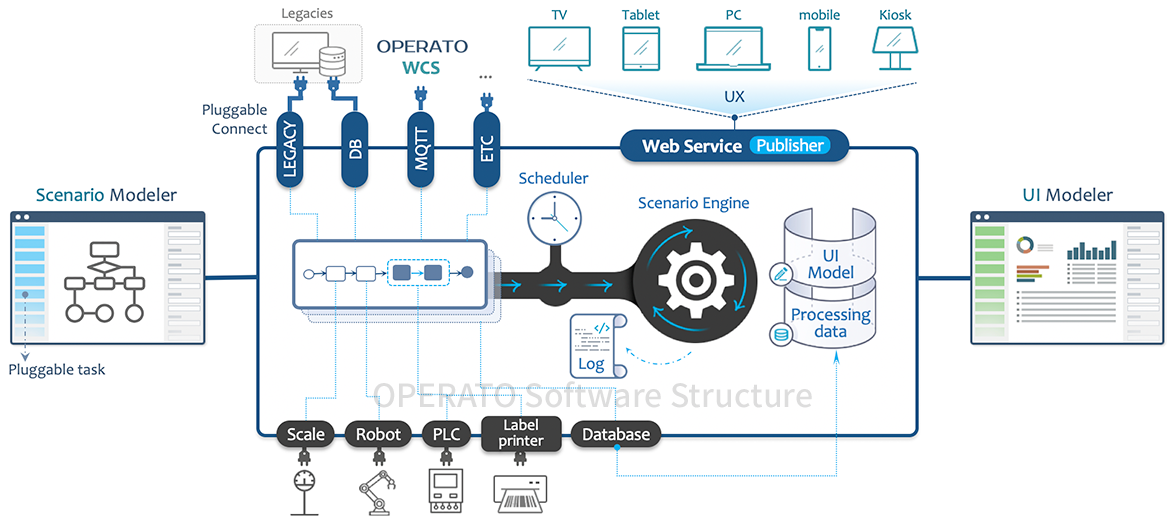 Legacies
OPERATO
WCS
...
TV
Tablet
PC
mobile
Kiosk
UX
Pluggable
Connect
LEGACY
DB
MQTT
ETC
Web Service Publisher
Scenario Modeler
Pluggable task
Scheduler
Scenario Engine
UI
Model
Processing
data
</>
Log
UI Modeler
OPERATO Software Structure
Scale
Robot
PLC
Label
printer
Database